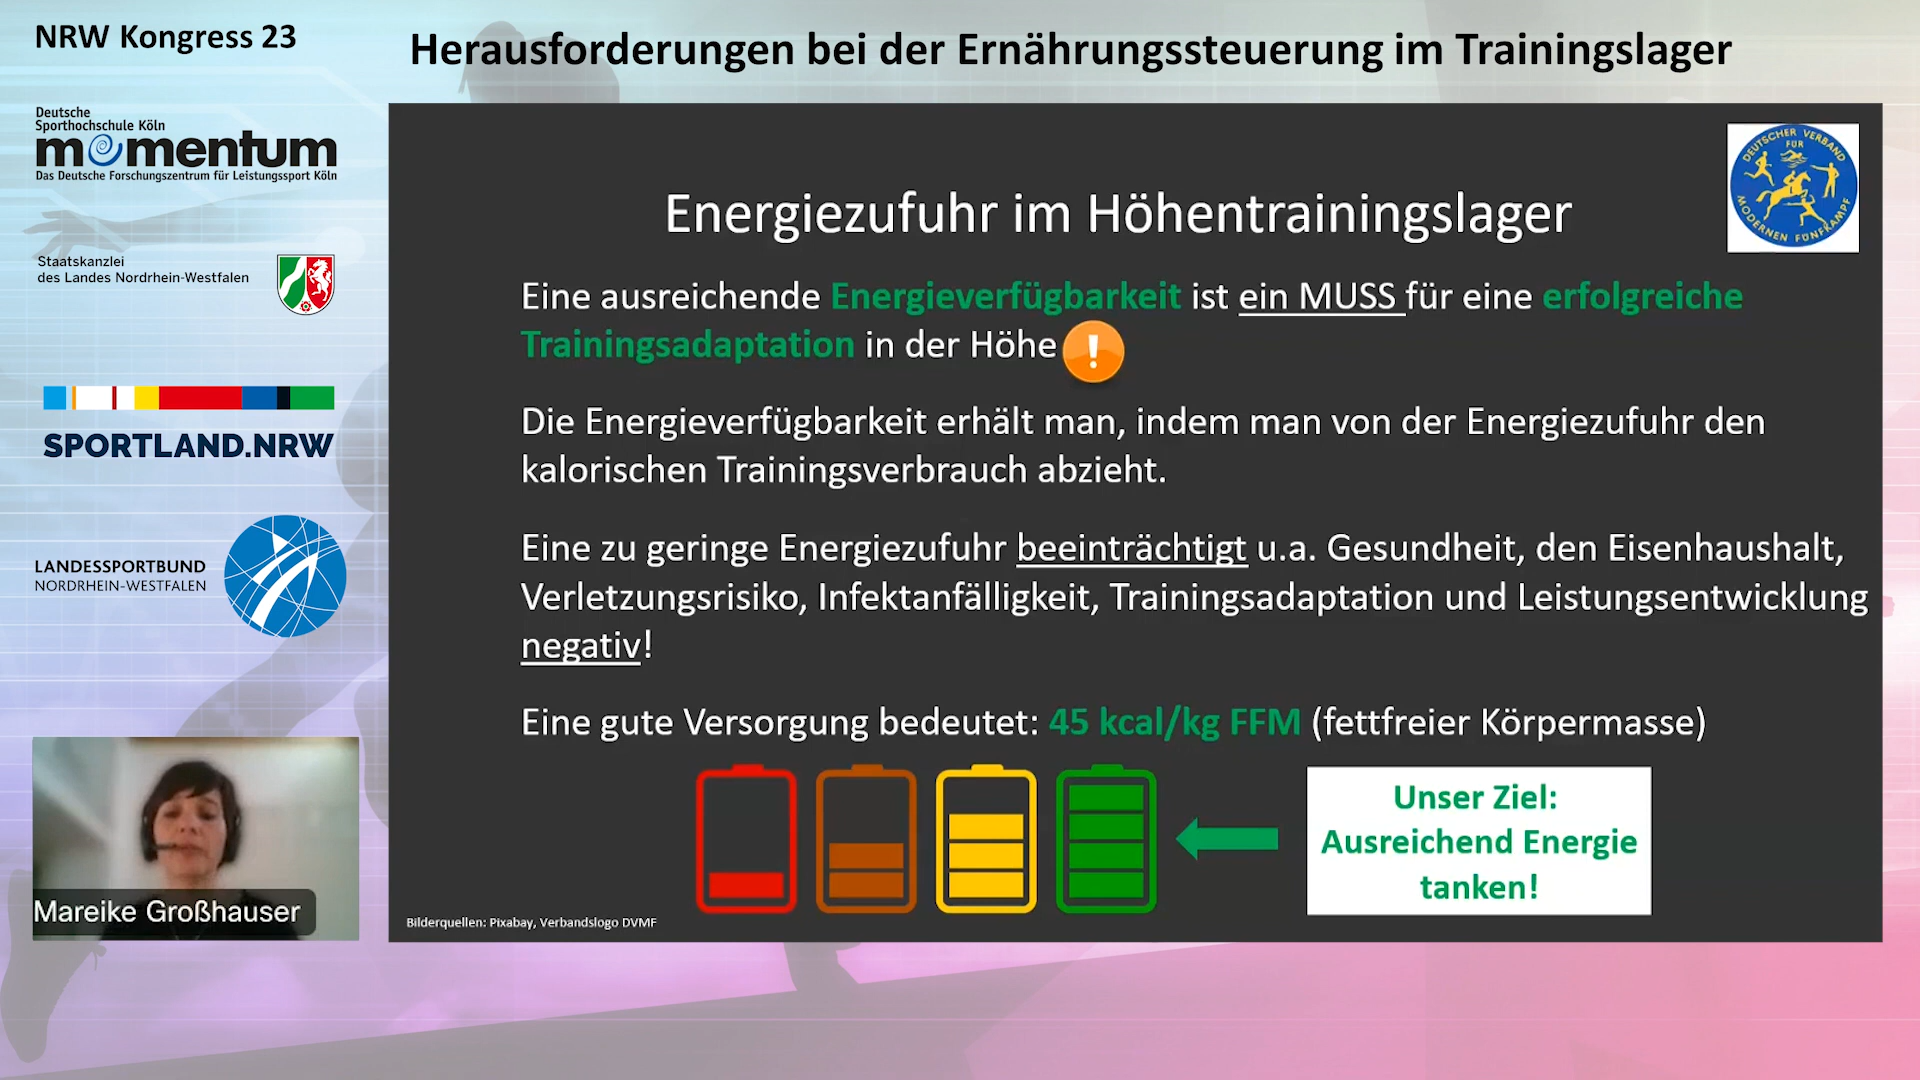 NRW Kongress 23
Herausforderungen bei der Ernährungssteuerung im Trainingslager
Deutsche
Sporthochschule Köln
momentum
Das Deutsche Forschungszentrum für Leistungssport Köln
Staatskanzlei
des Landes Nordrhein-Westfalen
SPORTLAND.NRW
LANDESSPORTBUND
NORDRHEIN-WESTFALEN
Mareike Großhauser
DEUTSCHER VERBAND
FÜR
MODERNEN FÜNFKAMPF
Energiezufuhr im Höhentrainingslager
Eine ausreichende Energieverfügbarkeit ist ein MUSS für eine erfolgreiche
Trainingsadaptation in der Höhe !
Die Energieverfügbarkeit erhält man, indem man von der Energiezufuhr den
kalorischen Trainingsverbrauch abzieht.
Eine zu geringe Energiezufuhr beeinträchtigt u.a. Gesundheit, den Eisenhaushalt,
Verletzungsrisiko, Infektanfälligkeit, Trainingsadaptation und Leistungsentwicklung
negativ!
Eine gute Versorgung bedeutet: 45 kcal/kg FFM (fettfreier Körpermasse)
Unser Ziel:
Ausreichend Energie
tanken!
Bilderquellen: Pixabay, Verbandslogo DVMF